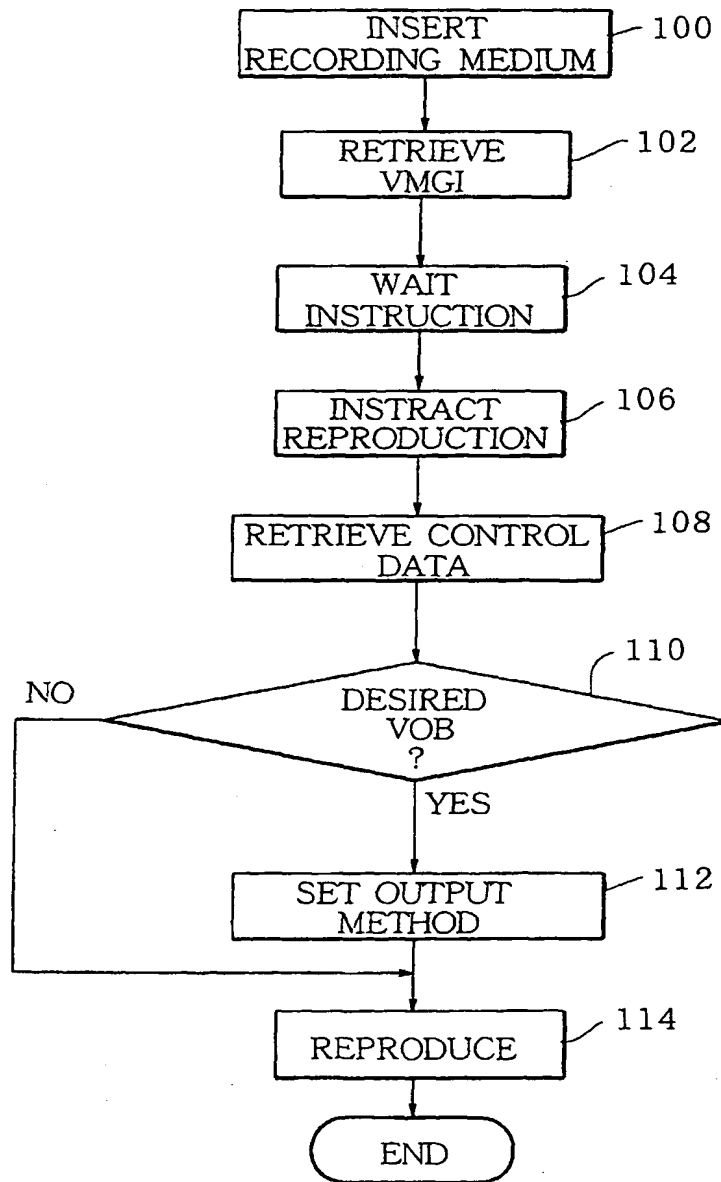 INSERT
RECORDING MEDIUM
100
RETRIEVE
VMGI
102
WAIT
INSTRUCTION
104
INSTRACT
REPRODUCTION
106
RETRIEVE CONTROL
DATA
108
110
NO
DESIRED
VOB
?
YES
SET OUTPUT
METHOD
112
REPRODUCE
114
END